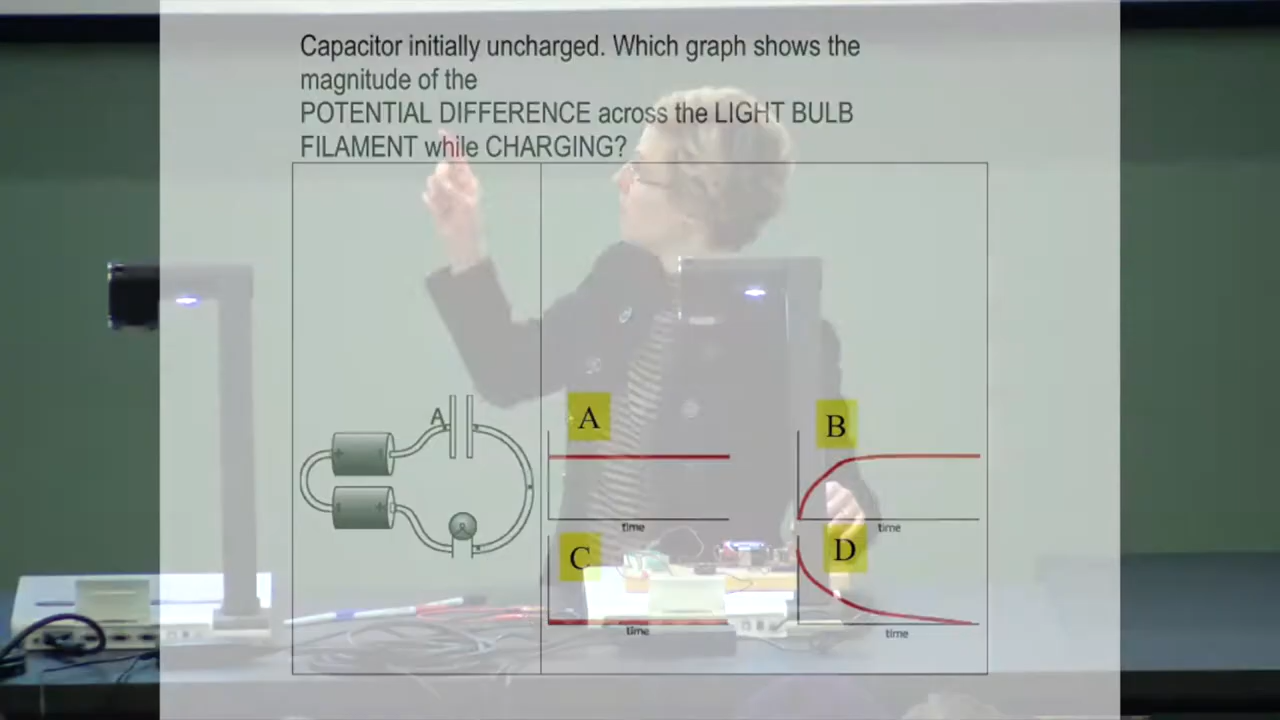 Capacitor initially uncharged. Which graph shows the
magnitude of the
POTENTIAL DIFFERENCE across the LIGHT BULB
FILAMENT while CHARGING?
A
A
B
time
time
C
D
time
time